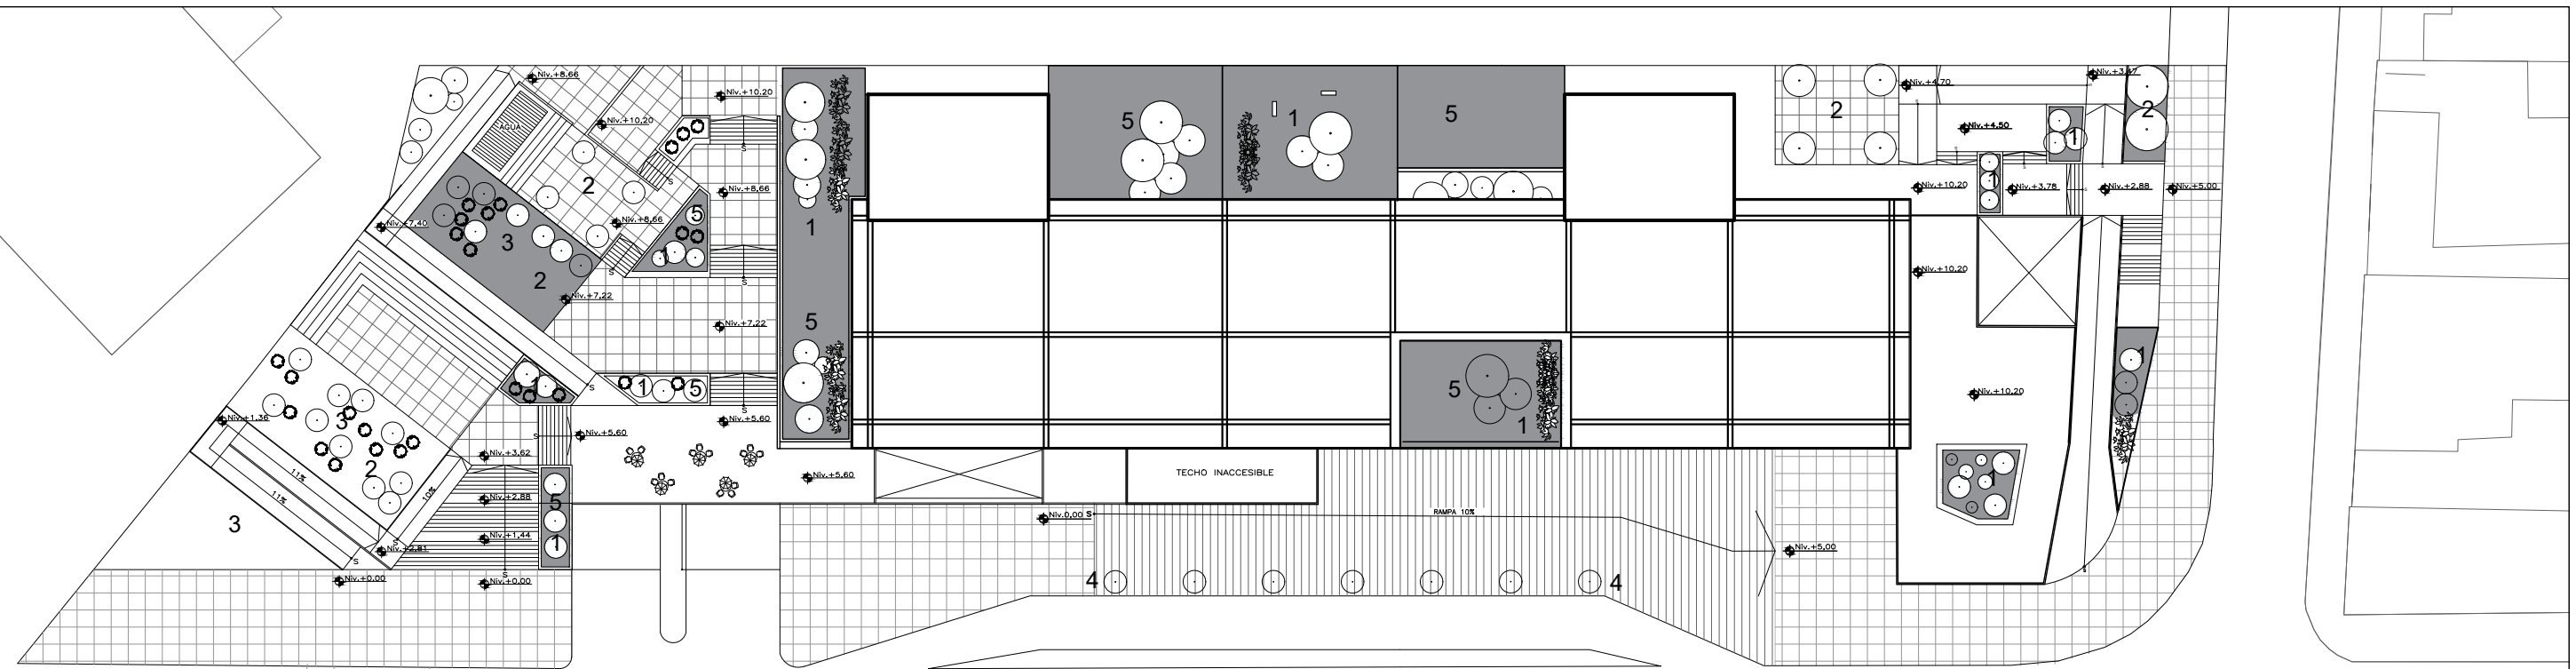 Niv.+8.66
Niv.+10.20
AGUA
Niv.+10.20
5
1
5
2
Niv.+4.70
Niv.+3.47
2
Niv.+4.50
1
2
Niv.+8.66
1
Niv.+10.20
Niv.+3.78
Niv.+2.88
Niv.+5.00
5
Niv.+8.66
Niv.+7.40
3
1
1
2
Niv.+7.22
Niv.+10.20
Niv.+7.22
5
1
1
1
5
5
1
Niv.+10.20
Niv.+1.36
3
Niv.+5.60
Niv.+5.60
Niv.+3.62
2
11%
11%
10%
Niv.+5.60
TECHO INACCESIBLE
1
Niv.+2.88
5
3
Niv.0.00 S
RAMPA 10%
Niv.+1.44
1
Niv.+2.81
Niv.+5.00
Niv.+0.00
Niv.+0.00
4
4